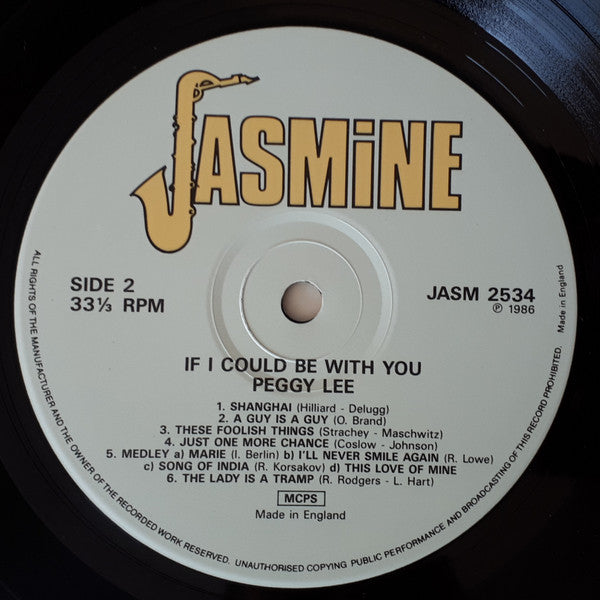 JASMiNE
SIDE 2
33⅓ RPM
JASM 2534
℗ 1986
IF I COULD BE WITH YOU
PEGGY LEE
1. SHANGHAI (Hilliard - Delugg)
2. A GUY IS A GUY (O. Brand)
3. THESE FOOLISH THINGS (Strachey - Maschwitz)
4. JUST ONE MORE CHANCE (Coslow - Johnson)
5. MEDLEY a) MARIE (I. Berlin) b) I'LL NEVER SMILE AGAIN (R. Lowe)
c) SONG OF INDIA (R. Korsakov) d) THIS LOVE OF MINE
6. THE LADY IS A TRAMP (R. Rodgers - L. Hart)
MCPS
Made in England
ALL RIGHTS OF THE MANUFACTURER AND THE OWNER OF THE RECORDED WORK RESERVED. UNAUTHORISED COPYING PUBLIC PERFORMANCE AND BROADCASTING OF THIS RECORD PROHIBITED. Made in England